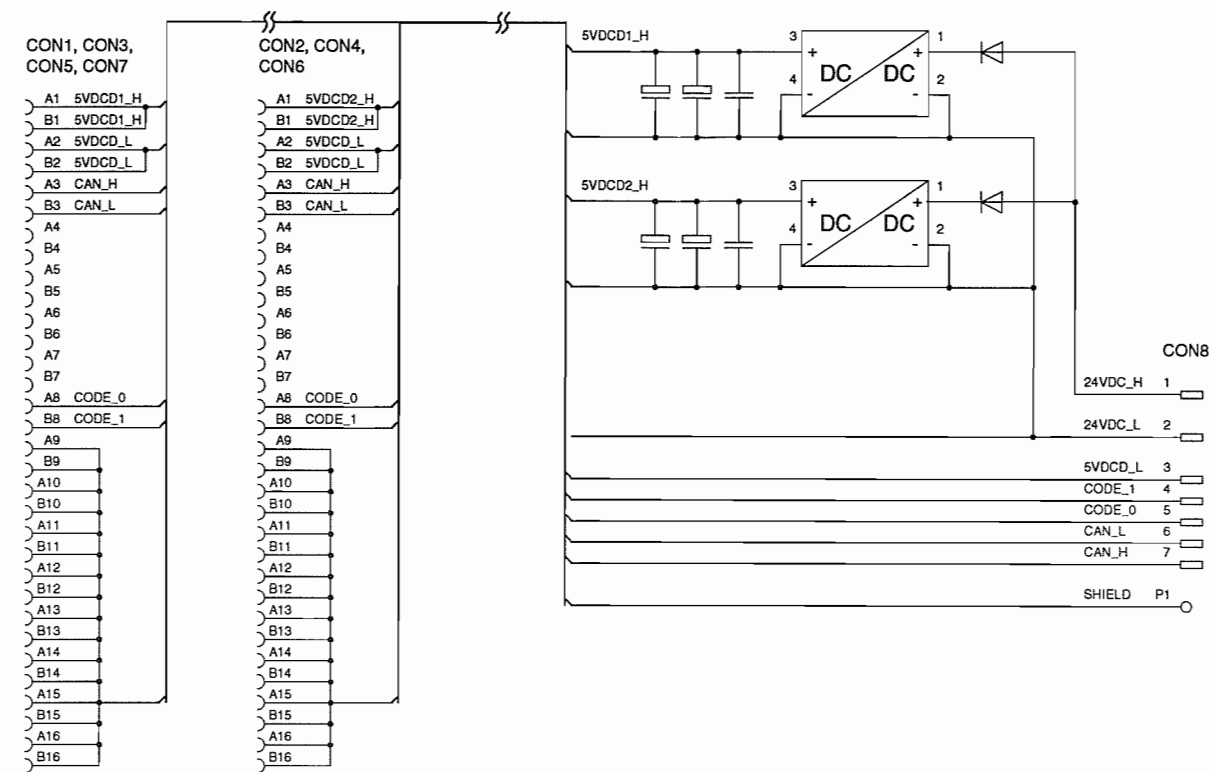 CON1, CON3,
CON5, CON7
A1 5VDCD1_H
B1 5VDCD1_H
A2 5VDCD_L
B2 5VDCD_L
A3 CAN_H
B3 CAN_L
A4
B4
A5
B5
A6
B6
A7
B7
A8 CODE_0
B8 CODE_1
A9
B9
A10
B10
A11
B11
A12
B12
A13
B13
A14
B14
A15
B15
A16
B16
CON2, CON4,
CON6
A1 5VDCD2_H
B1 5VDCD2_H
A2 5VDCD_L
B2 5VDCD_L
A3 CAN_H
B3 CAN_L
A4
B4
A5
B5
A6
B6
A7
B7
A8 CODE_0
B8 CODE_1
A9
B9
A10
B10
A11
B11
A12
B12
A13
B13
A14
B14
A15
B15
A16
B16
5VDCD1_H 3 + DC DC + 1
4 - - 2
5VDCD2_H 3 + DC DC + 1
4 - - 2
CON8
24VDC_H 1
24VDC_L 2
5VDCD_L 3
CODE_1 4
CODE_0 5
CAN_L 6
CAN_H 7
SHIELD P1